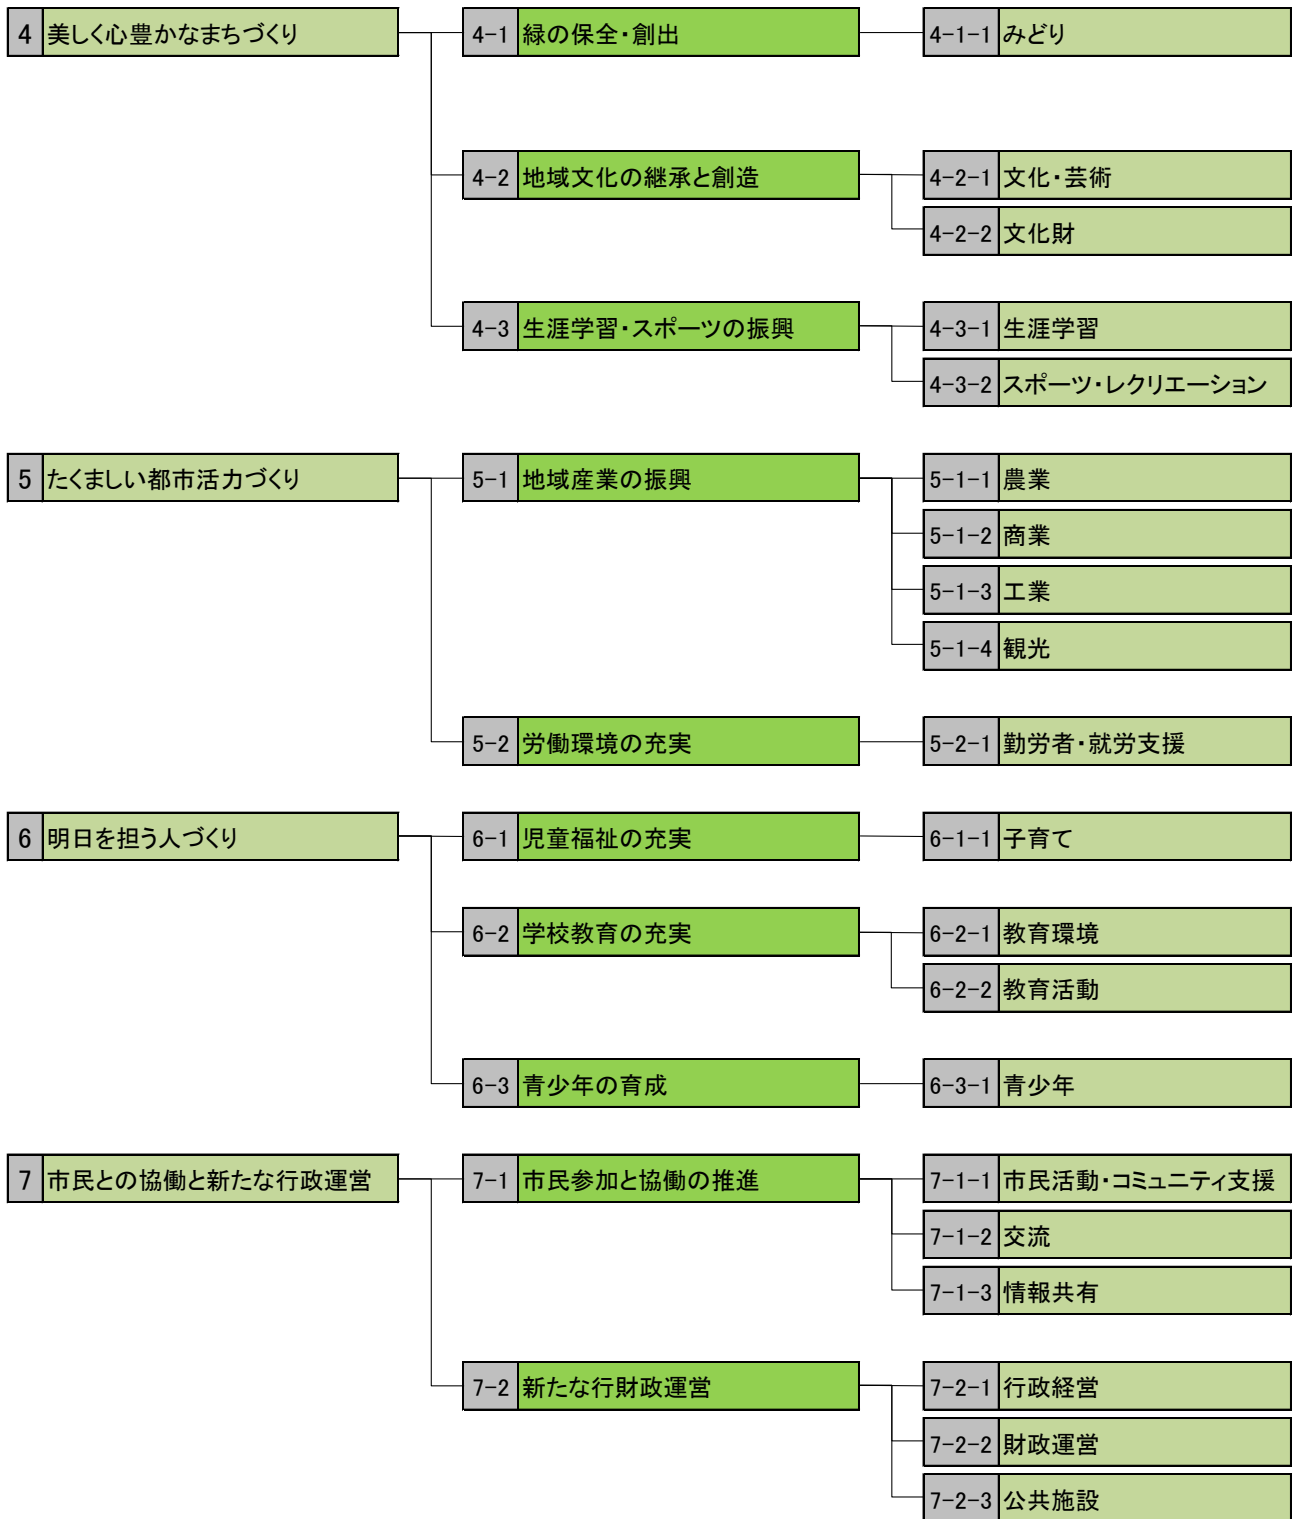 4 美しく心豊かなまちづくり 4-1 緑の保全・創出 4-1-1 みどり
4-2 地域文化の継承と創造 4-2-1 文化・芸術
4-2-2 文化財
4-3 生涯学習・スポーツの振興 4-3-1 生涯学習
4-3-2 スポーツ・レクリエーション
5 たくましい都市活力づくり 5-1 地域産業の振興 5-1-1 農業
5-1-2 商業
5-1-3 工業
5-1-4 観光
5-2 労働環境の充実 5-2-1 勤労者・就労支援
6 明日を担う人づくり 6-1 児童福祉の充実 6-1-1 子育て
6-2 学校教育の充実 6-2-1 教育環境
6-2-2 教育活動
6-3 青少年の育成 6-3-1 青少年
7 市民との協働と新たな行政運営 7-1 市民参加と協働の推進 7-1-1 市民活動・コミュニティ支援
7-1-2 交流
7-1-3 情報共有
7-2 新たな行財政運営 7-2-1 行政経営
7-2-2 財政運営
7-2-3 公共施設